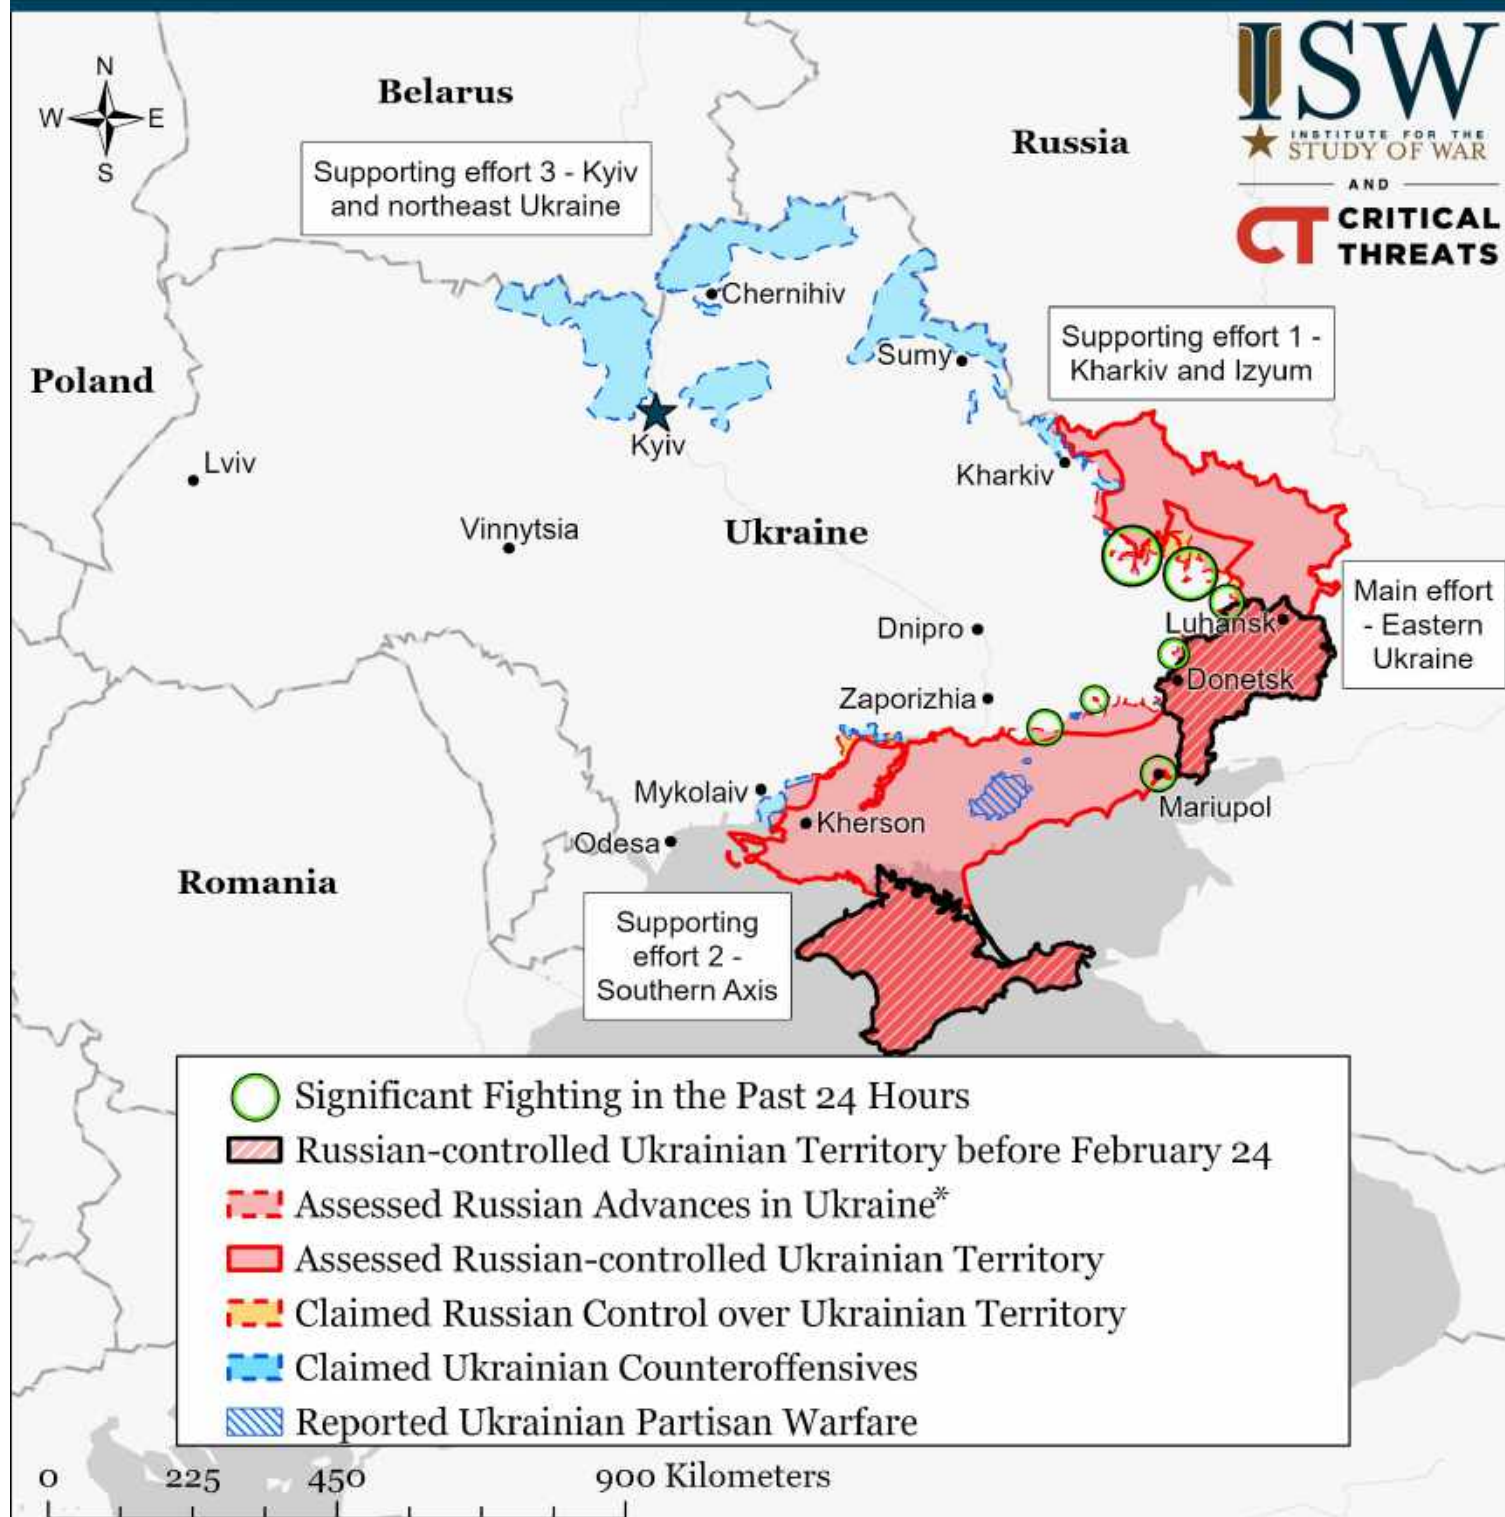 N
W E
S
Belarus
Russia
ISW
INSTITUTE FOR THE
STUDY OF WAR
AND
CT CRITICAL
THREATS
Supporting effort 3 - Kyiv
and northeast Ukraine
Chernihiv
Supporting effort 1 -
Kharkiv and Izyum
Sumy
Poland
Kyiv
Lviv
Kharkiv
Vinnytsia
Ukraine
Main effort
- Eastern
Ukraine
Dnipro
Luhansk
Donetsk
Zaporizhia
Mykolaiv
Mariupol
Kherson
Odesa
Romania
Supporting
effort 2 -
Southern Axis
Significant Fighting in the Past 24 Hours
Russian-controlled Ukrainian Territory before February 24
Assessed Russian Advances in Ukraine*
Assessed Russian-controlled Ukrainian Territory
Claimed Russian Control over Ukrainian Territory
Claimed Ukrainian Counteroffensives
Reported Ukrainian Partisan Warfare
0 225 450 900 Kilometers